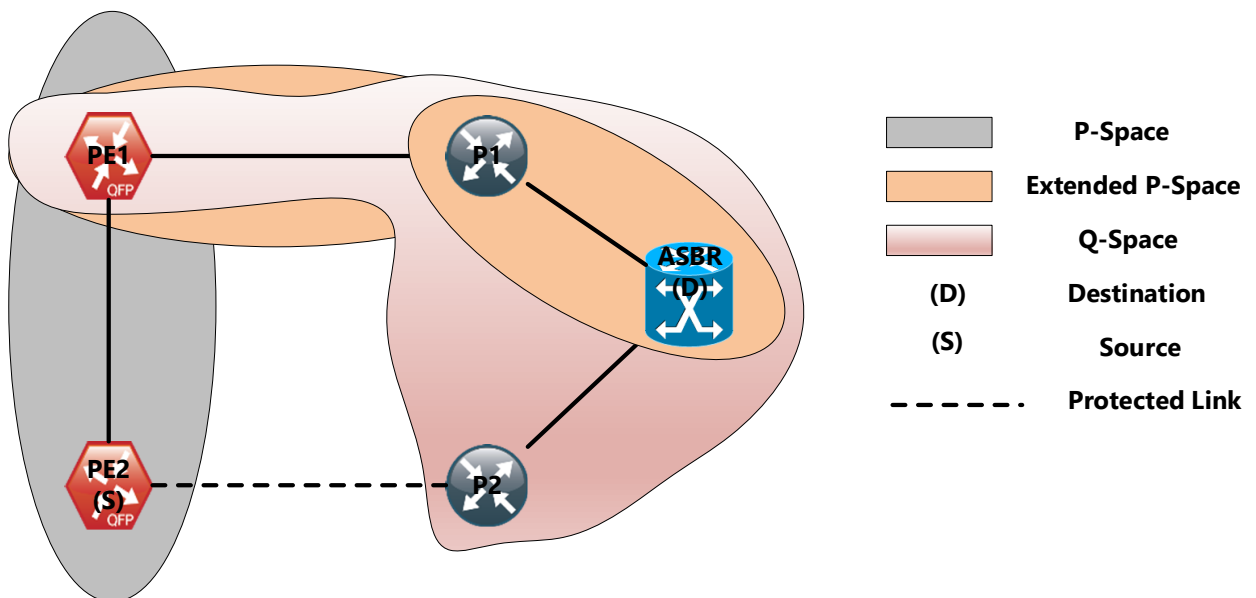 PE1
QFP
P1
ASBR
(D)
PE2
(S)
QFP
P2
P-Space
Extended P-Space
Q-Space
(D) Destination
(S) Source
Protected Link